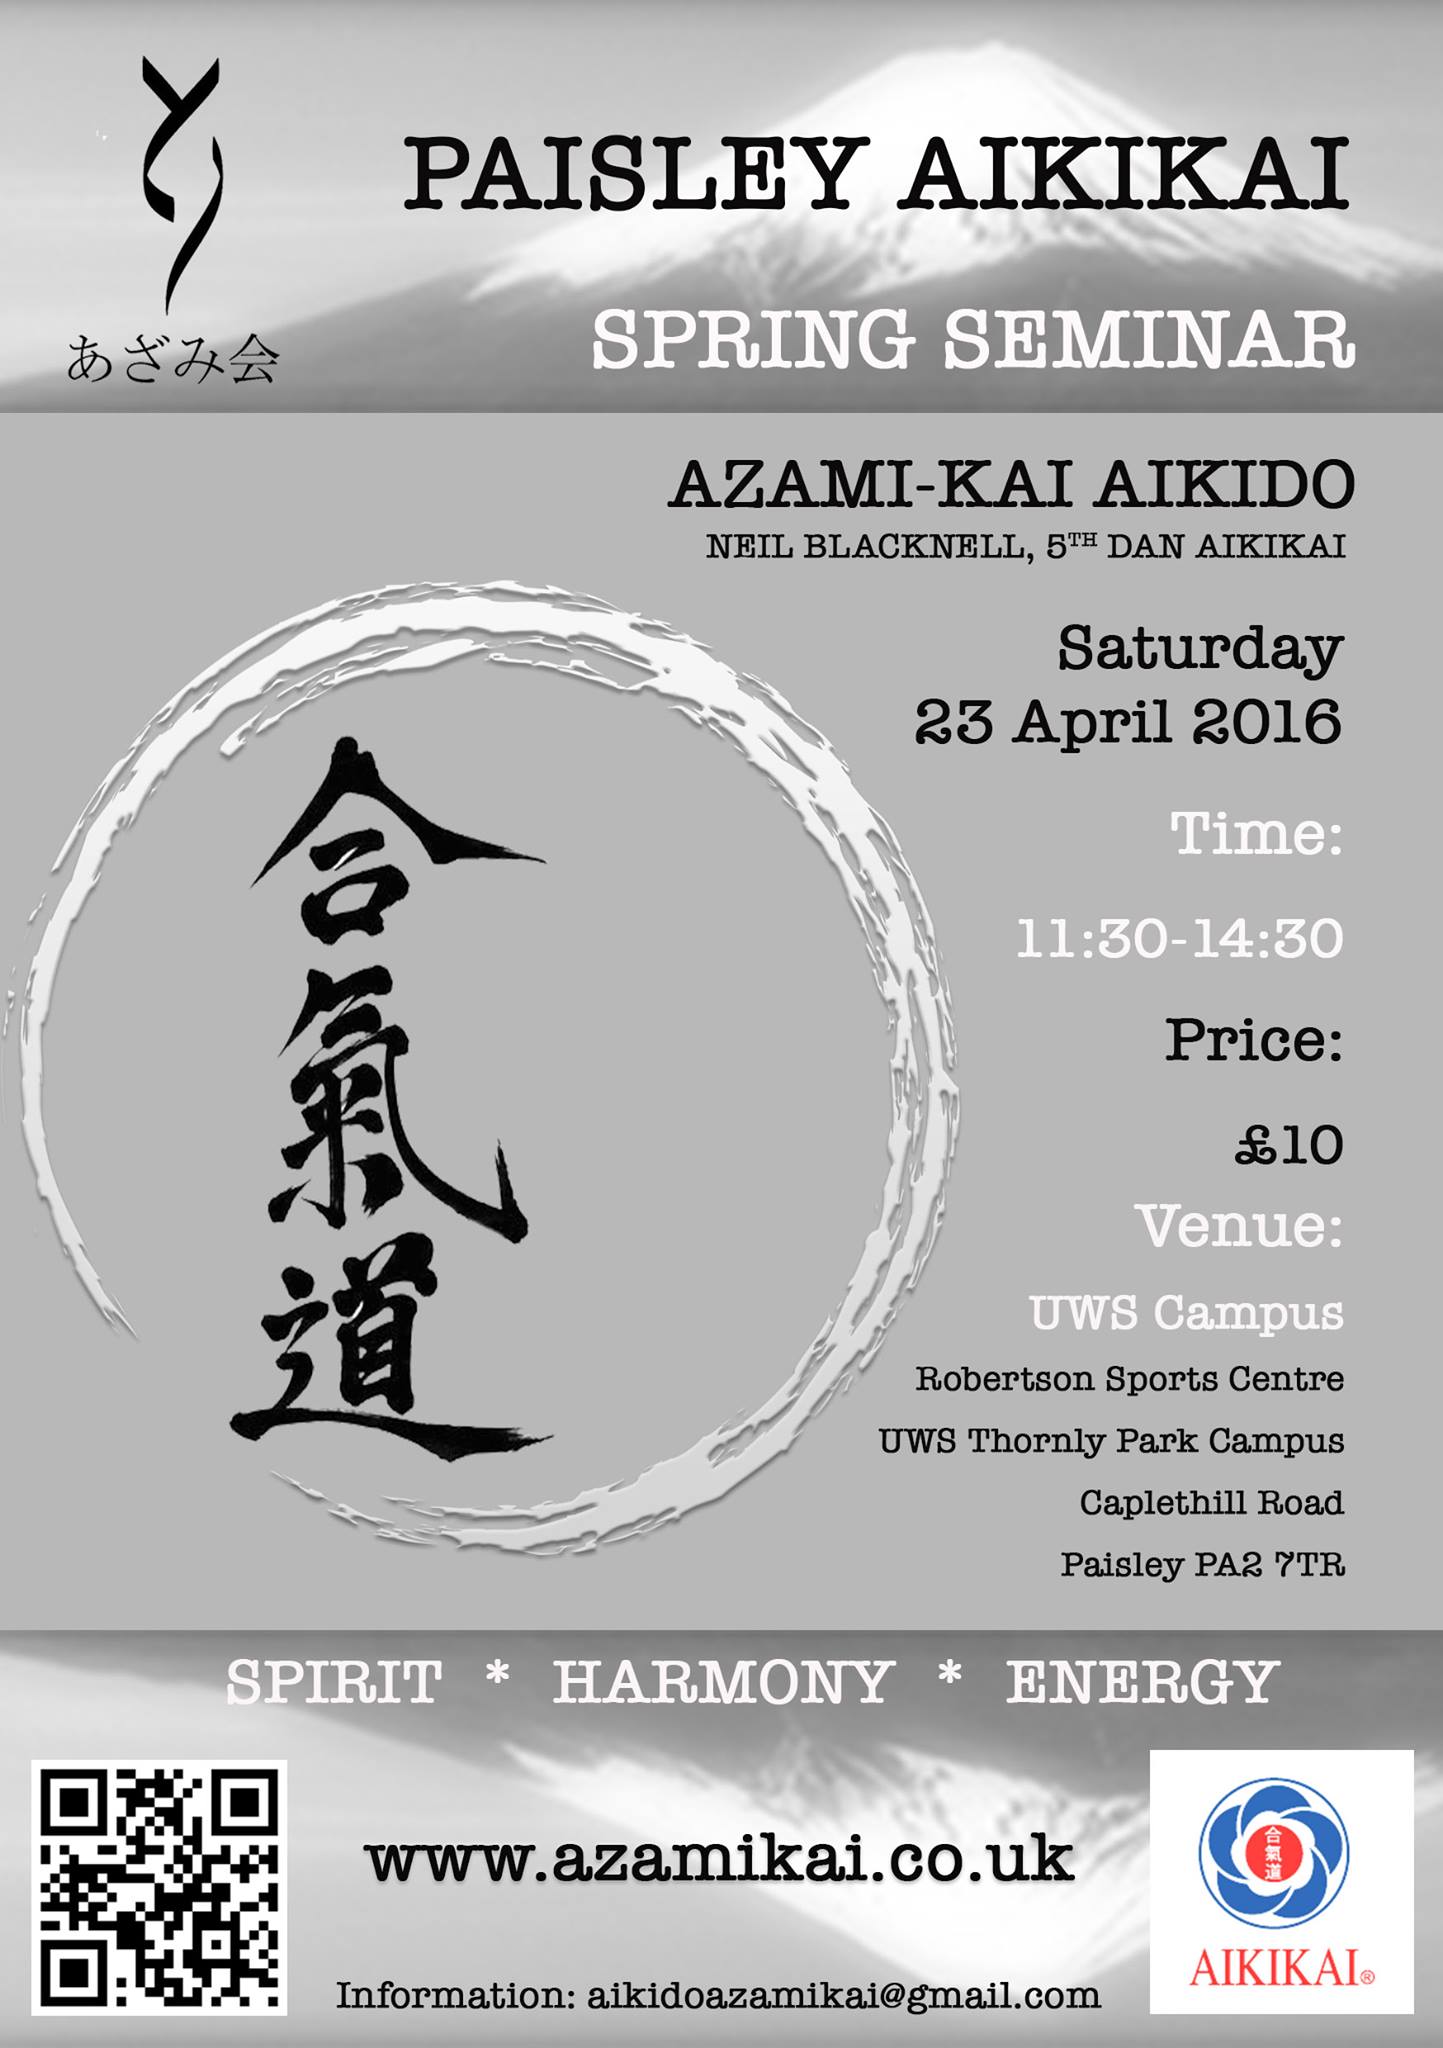 PAISLEY AIKIKAI
SPRING SEMINAR
あざみ会
AZAMI-KAI AIKIDO
NEIL BLACKNELL, 5TH DAN AIKIKAI
Saturday
23 April 2016
Time:
11:30-14:30
Price:
£10
Venue:
UWS Campus
Robertson Sports Centre
UWS Thornly Park Campus
Caplethill Road
Paisley PA2 7TR
合
氣
道
SPIRIT * HARMONY * ENERGY
www.azamikai.co.uk
Information: aikidoazamikai@gmail.com
合
氣
道
AIKIKAI®